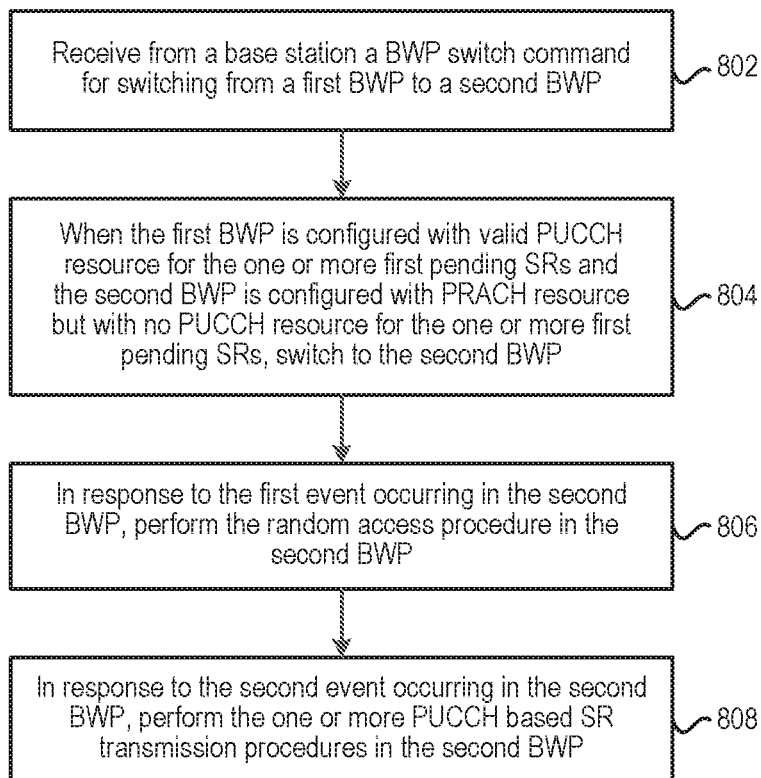 Receive from a base station a BWP switch command
for switching from a first BWP to a second BWP
802
When the first BWP is configured with valid PUCCH
resource for the one or more first pending SRs and
the second BWP is configured with PRACH resource
but with no PUCCH resource for the one or more first
pending SRs, switch to the second BWP
804
In response to the first event occurring in the second
BWP, perform the random access procedure in the
second BWP
806
In response to the second event occurring in the second
BWP, perform the one or more PUCCH based SR
transmission procedures in the second BWP
808